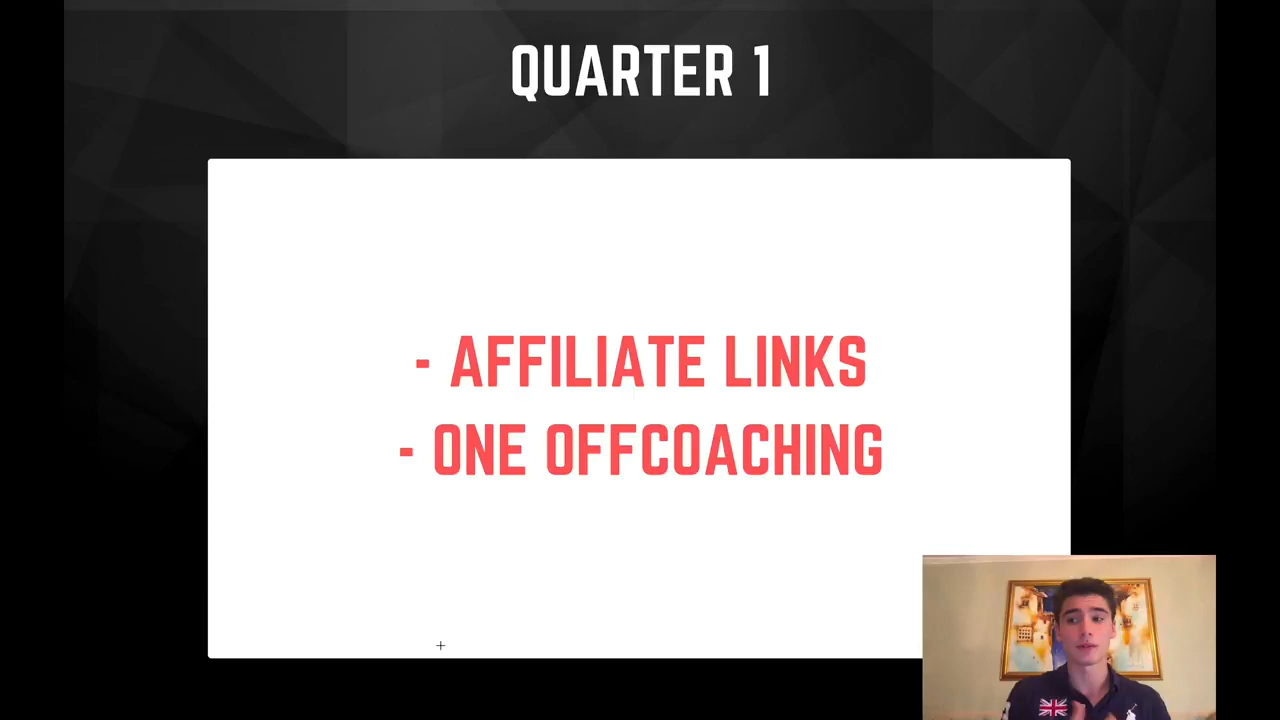 QUARTER 1
- AFFILIATE LINKS
- ONE OFFCOACHING